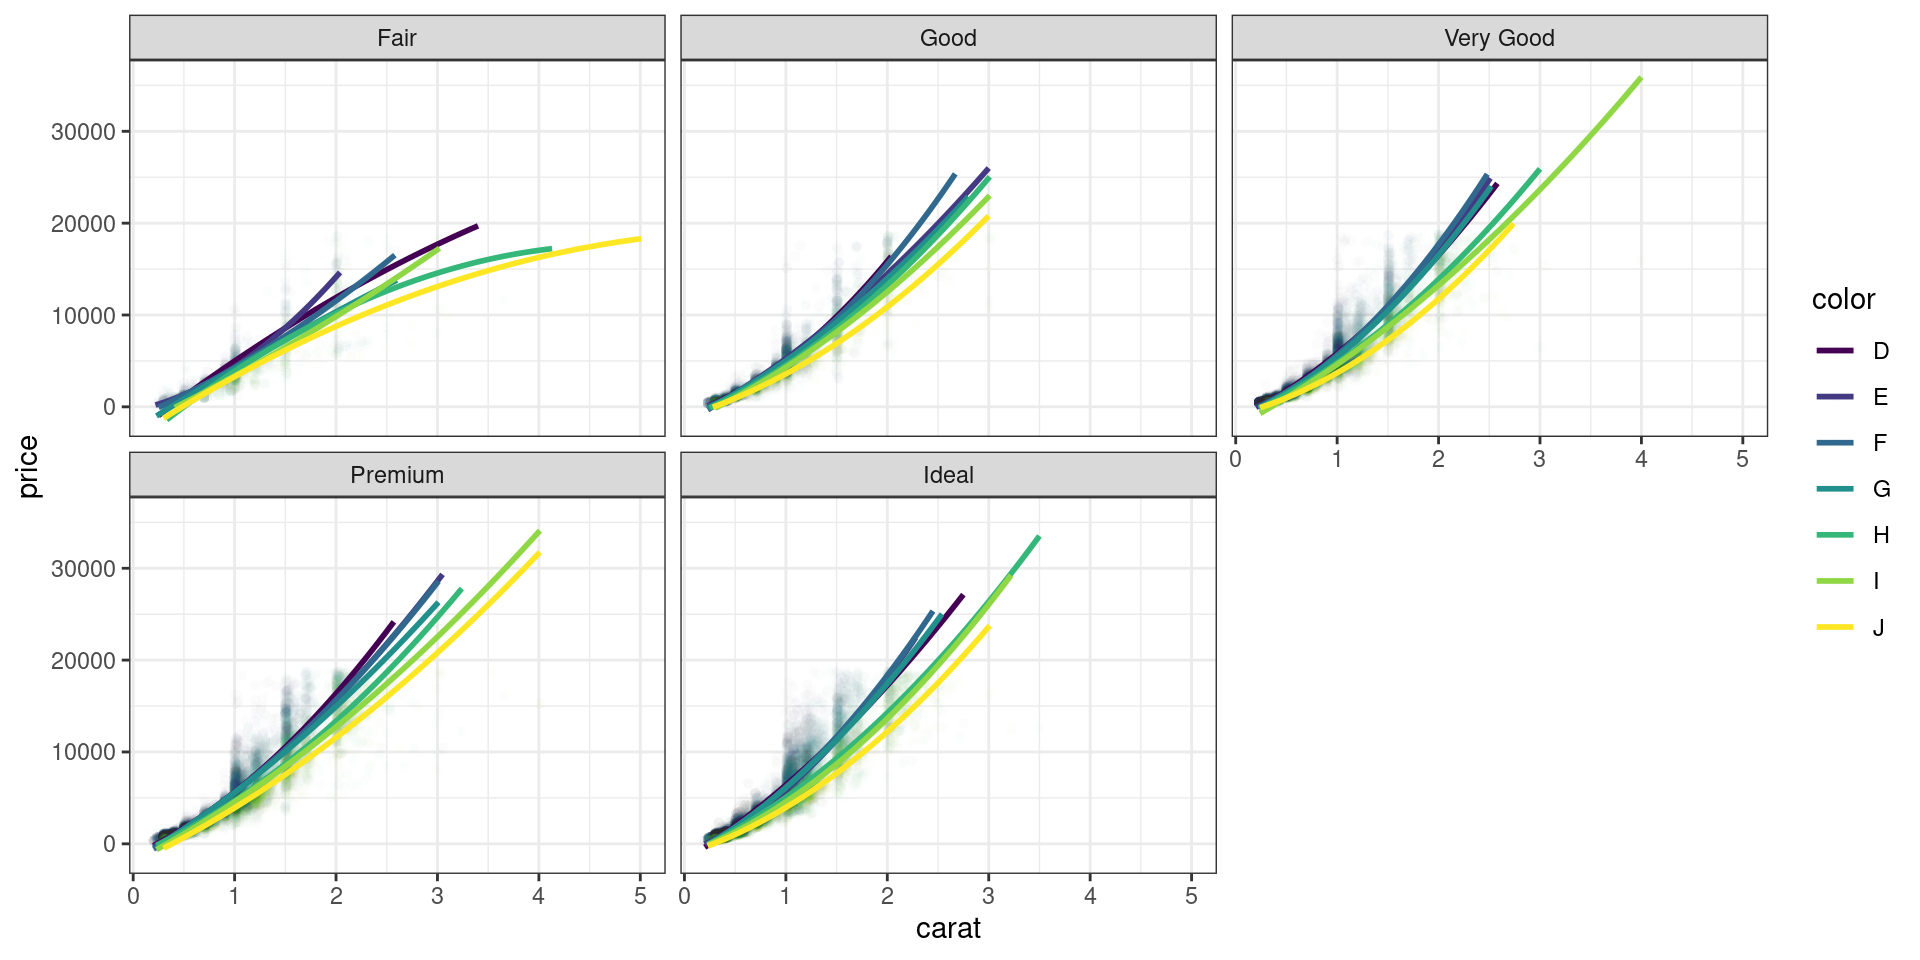 Fair
Good
Very Good
30000
20000
10000
0
0 1 2 3 4 5
Premium
Ideal
30000
20000
10000
0
0 1 2 3 4 5
0 1 2 3 4 5
carat
price
color
D
E
F
G
H
I
J